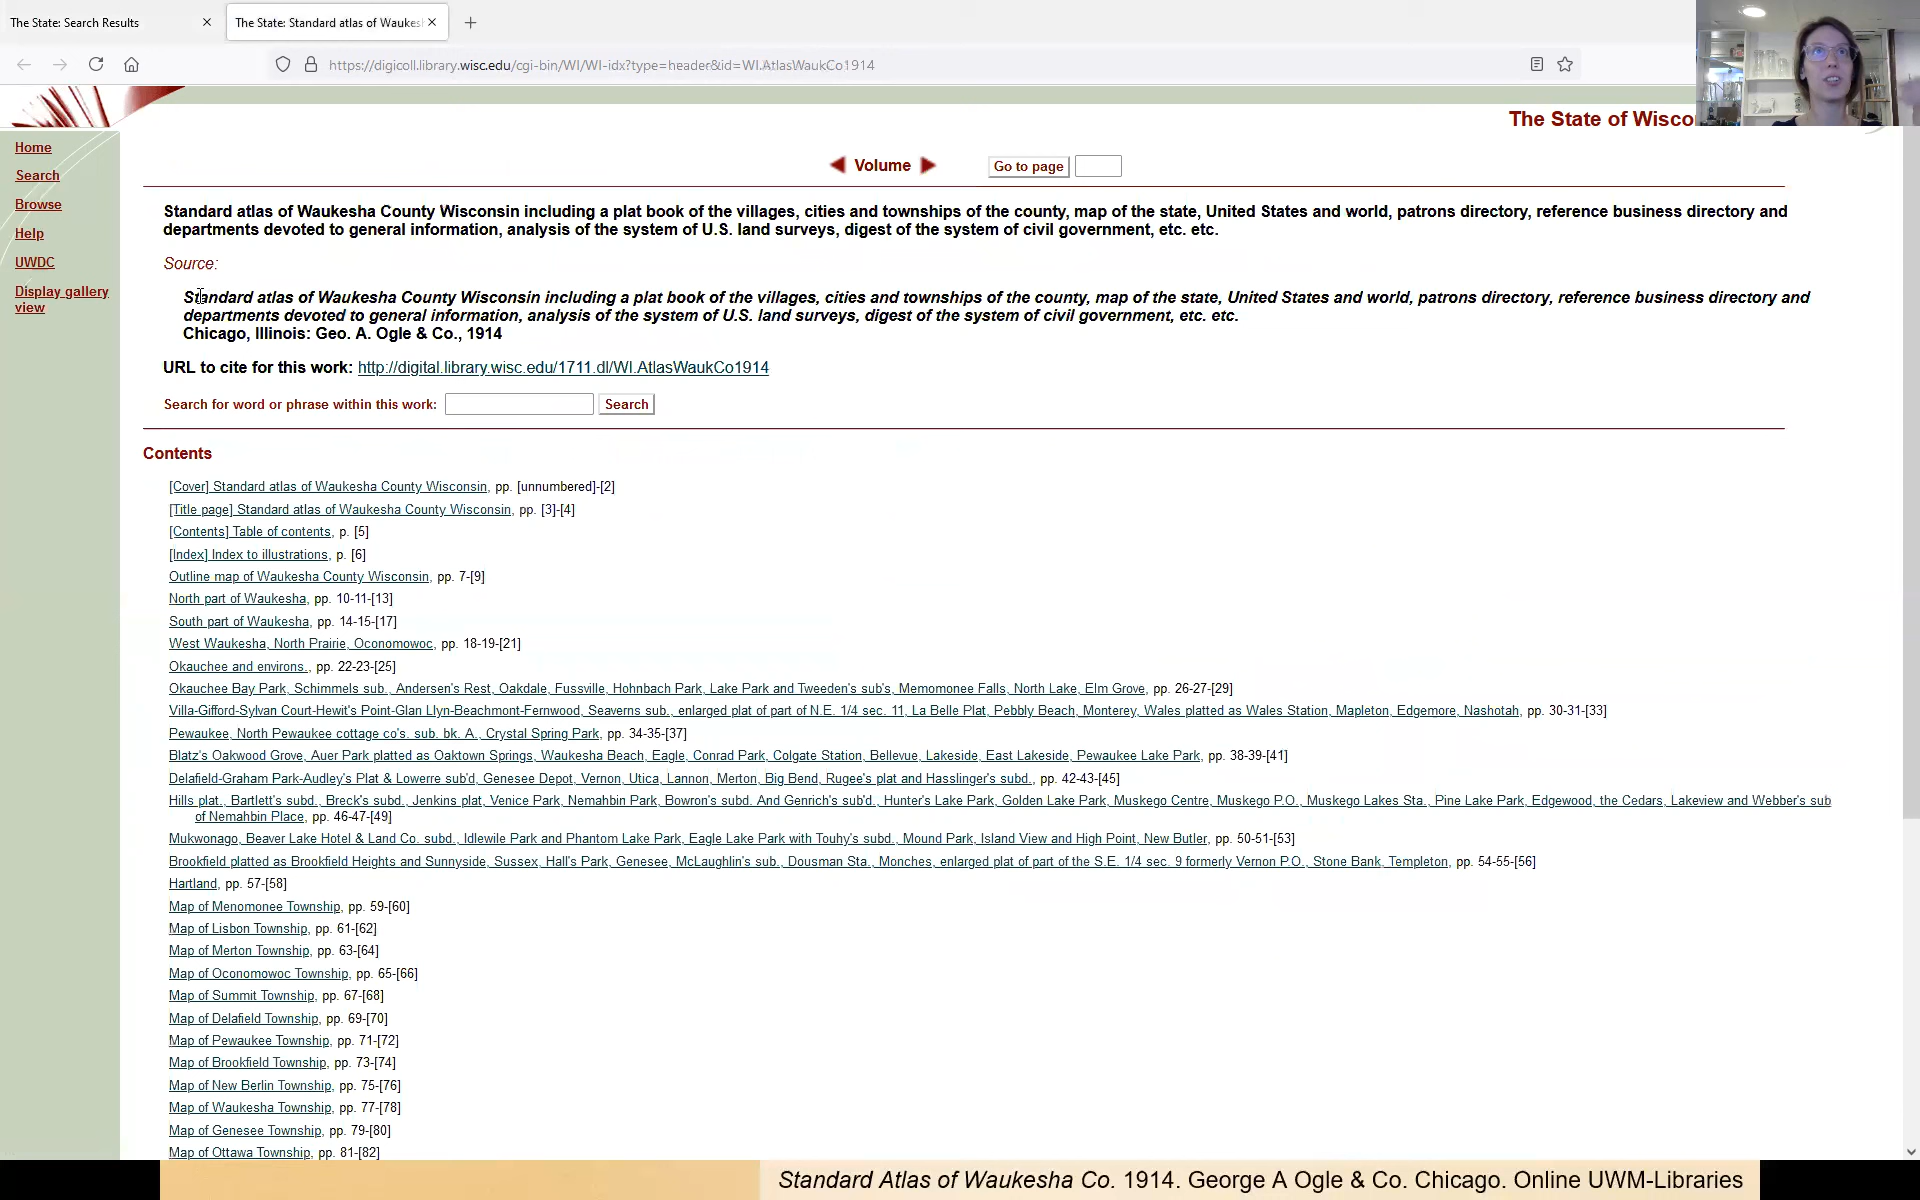 The State: Search Results
The State: Standard atlas of Waukes
https://digicoll.library.wisc.edu/cgi-bin/WI/WI-idx?type=header&id=WI.AtlasWaukCo1914
The State of Wisco
Home
Search
Browse
Help
UWDC
Display gallery
view
Volume
Go to page
Standard atlas of Waukesha County Wisconsin including a plat book of the villages, cities and townships of the county, map of the state, United States and world, patrons directory, reference business directory and
departments devoted to general information, analysis of the system of U.S. land surveys, digest of the system of civil government, etc. etc.
Source:
Standard atlas of Waukesha County Wisconsin including a plat book of the villages, cities and townships of the county, map of the state, United States and world, patrons directory, reference business directory and
departments devoted to general information, analysis of the system of U.S. land surveys, digest of the system of civil government, etc. etc.
Chicago, Illinois: Geo. A. Ogle & Co., 1914
URL to cite for this work: http://digital.library.wisc.edu/1711.dl/WI.AtlasWaukCo1914
Search for word or phrase within this work: Search
Contents
[Cover] Standard atlas of Waukesha County Wisconsin, pp. [unnumbered]-[2]
[Title page] Standard atlas of Waukesha County Wisconsin, pp. [3]-[4]
[Contents] Table of contents, p. [5]
[Index] Index to illustrations, p. [6]
Outline map of Waukesha County Wisconsin, pp. 7-[9]
North part of Waukesha, pp. 10-11-[13]
South part of Waukesha, pp. 14-15-[17]
West Waukesha, North Prairie, Oconomowoc, pp. 18-19-[21]
Okauchee and environs., pp. 22-23-[25]
Okauchee Bay Park, Schimmels sub., Andersen's Rest, Oakdale, Fussville, Hohnbach Park, Lake Park and Tweeden's sub's, Memomonee Falls, North Lake, Elm Grove, pp. 26-27-[29]
Villa-Gifford-Sylvan Court-Hewit's Point-Glan Llyn-Beachmont-Fernwood, Seaverns sub., enlarged plat of part of N.E. 1/4 sec. 11, La Belle Plat, Pebbly Beach, Monterey, Wales platted as Wales Station, Mapleton, Edgemore, Nashotah, pp. 30-31-[33]
Pewaukee, North Pewaukee cottage co's. sub. bk. A., Crystal Spring Park, pp. 34-35-[37]
Blatz's Oakwood Grove, Auer Park platted as Oaktown Springs, Waukesha Beach, Eagle, Conrad Park, Colgate Station, Bellevue, Lakeside, East Lakeside, Pewaukee Lake Park, pp. 38-39-[41]
Delafield-Graham Park-Audley's Plat & Lowerre sub'd, Genesee Depot, Vernon, Utica, Lannon, Merton, Big Bend, Rugee's plat and Hasslinger's subd., pp. 42-43-[45]
Hills plat., Bartlett's subd., Breck's subd., Jenkins plat, Venice Park, Nemahbin Park, Bowron's subd. And Genrich's sub'd., Hunter's Lake Park, Golden Lake Park, Muskego Centre, Muskego P.O., Muskego Lakes Sta., Pine Lake Park, Edgewood, the Cedars, Lakeview and Webber's sub
of Nemahbin Place, pp. 46-47-[49]
Mukwonago, Beaver Lake Hotel & Land Co. subd., Idlewile Park and Phantom Lake Park, Eagle Lake Park with Touhy's subd., Mound Park, Island View and High Point, New Butler, pp. 50-51-[53]
Brookfield platted as Brookfield Heights and Sunnyside, Sussex, Hall's Park, Genesee, McLaughlin's sub., Dousman Sta., Monches, enlarged plat of part of the S.E. 1/4 sec. 9 formerly Vernon P.O., Stone Bank, Templeton, pp. 54-55-[56]
Hartland, pp. 57-[58]
Map of Menomonee Township, pp. 59-[60]
Map of Lisbon Township, pp. 61-[62]
Map of Merton Township, pp. 63-[64]
Map of Oconomowoc Township, pp. 65-[66]
Map of Summit Township, pp. 67-[68]
Map of Delafield Township, pp. 69-[70]
Map of Pewaukee Township, pp. 71-[72]
Map of Brookfield Township, pp. 73-[74]
Map of New Berlin Township, pp. 75-[76]
Map of Waukesha Township, pp. 77-[78]
Map of Genesee Township, pp. 79-[80]
Map of Ottawa Township, pp. 81-[82]
Standard Atlas of Waukesha Co. 1914. George A Ogle & Co. Chicago. Online UWM-Libraries